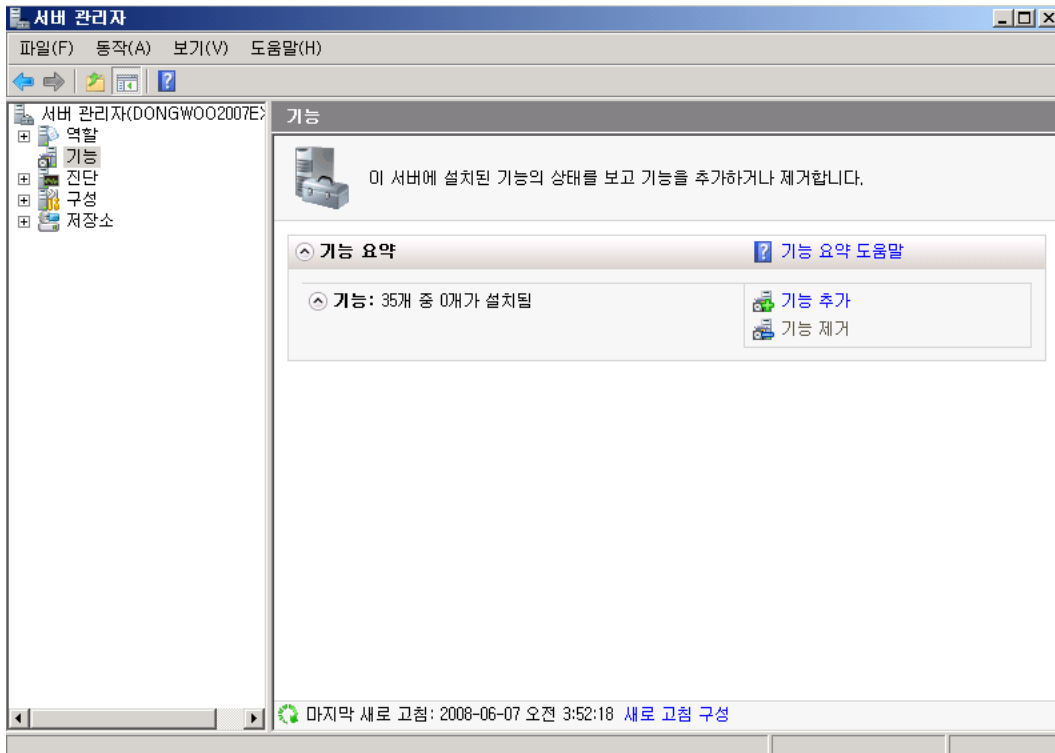 서버 관리자
파일(F) 동작(A) 보기(V) 도움말(H)
서버 관리자(DONGWOO2007E
역할
기능
진단
구성
저장소
기능
이 서버에 설치된 기능의 상태를 보고 기능을 추가하거나 제거합니다.
기능 요약
기능 요약 도움말
기능: 35개 중 0개가 설치됨
기능 추가
기능 제거
마지막 새로 고침: 2008-06-07 오전 3:52:18 새로 고침 구성